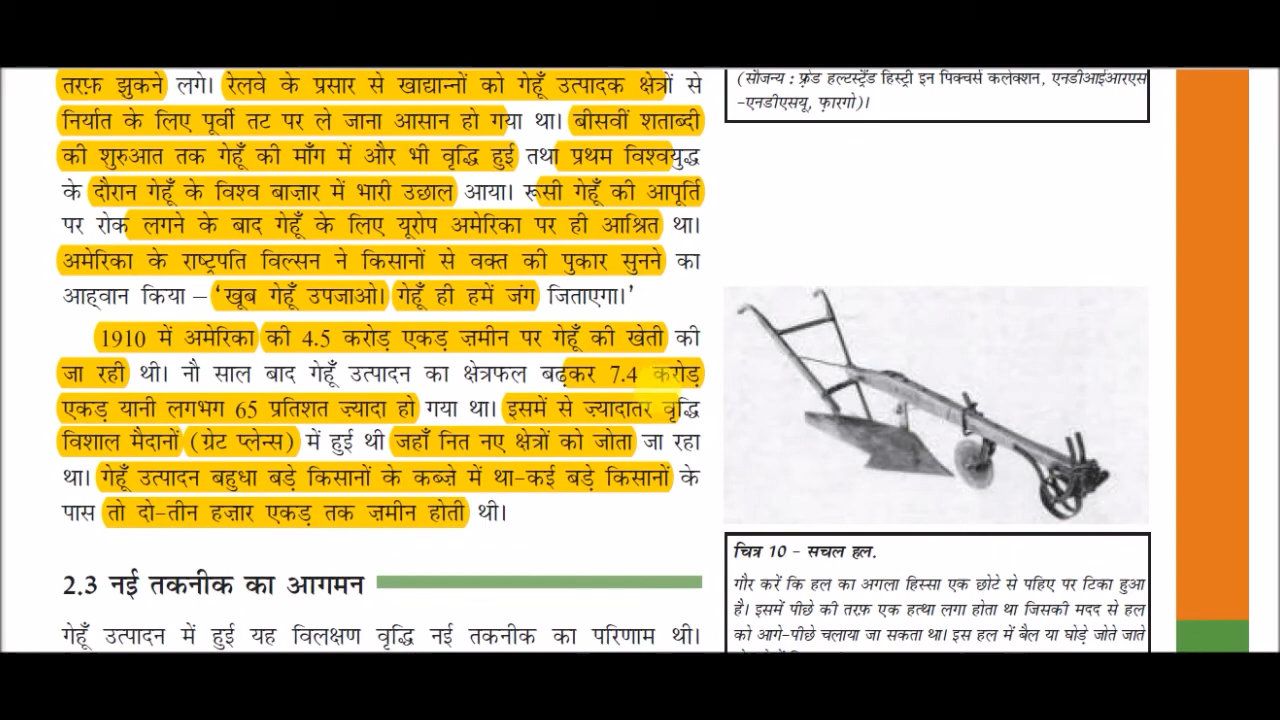 तरफ़ झुकने लगे। रेलवे के प्रसार से खाद्यान्नों को गेहूँ उत्पादक क्षेत्रों से
निर्यात के लिए पूर्वी तट पर ले जाना आसान हो गया था। बीसवीं शताब्दी
की शुरुआत तक गेहूँ की माँग में और भी वृद्धि हुई तथा प्रथम विश्वयुद्ध
के दौरान गेहूँ के विश्व बाज़ार में भारी उछाल आया। रूसी गेहूँ की आपूर्ति
पर रोक लगने के बाद गेहूँ के लिए यूरोप अमेरिका पर ही आश्रित था।
अमेरिका के राष्ट्रपति विल्सन ने किसानों से वक्त की पुकार सुनने का
आह्वान किया – 'खूब गेहूँ उपजाओ। गेहूँ ही हमें जंग जिताएगा।'
1910 में अमेरिका की 4.5 करोड़ एकड़ ज़मीन पर गेहूँ की खेती की
जा रही थी। नौ साल बाद गेहूँ उत्पादन का क्षेत्रफल बढ़कर 7.4 करोड़
एकड़ यानी लगभग 65 प्रतिशत ज़्यादा हो गया था। इसमें से ज़्यादातर वृद्धि
विशाल मैदानों (ग्रेट प्लेन्स) में हुई थी जहाँ नित नए क्षेत्रों को जोता जा रहा
था। गेहूँ उत्पादन बहुधा बड़े किसानों के कब्ज़े में था-कई बड़े किसानों के
पास तो दो-तीन हज़ार एकड़ तक ज़मीन होती थी।
2.3 नई तकनीक का आगमन
गेहूँ उत्पादन में हुई यह विलक्षण वृद्धि नई तकनीक का परिणाम थी।
(सौजन्य : फ़्रेड हल्टस्ट्रैंड हिस्ट्री इन पिक्चर्स कलेक्शन, एनडीआईआरएस
-एनडीएसयू, फ़ारगो)।
चित्र 10 – सचल हल.
गौर करें कि हल का अगला हिस्सा एक छोटे से पहिए पर टिका हुआ
है। इसमें पीछे की तरफ़ एक हत्था लगा होता था जिसकी मदद से हल
को आगे-पीछे चलाया जा सकता था। इस हल में बैल या घोड़े जोते जाते